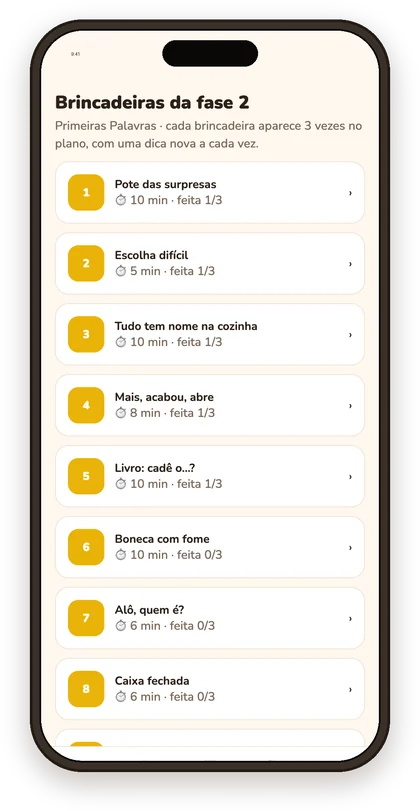 9:41
Brincadeiras da fase 2
Primeiras Palavras · cada brincadeira aparece 3 vezes no
plano, com uma dica nova a cada vez.
1
Pote das surpresas
⏱ 10 min · feita 1/3
›
2
Escolha difícil
⏱ 5 min · feita 1/3
›
3
Tudo tem nome na cozinha
⏱ 10 min · feita 1/3
›
4
Mais, acabou, abre
⏱ 8 min · feita 1/3
›
5
Livro: cadê o...?
⏱ 10 min · feita 1/3
›
6
Boneca com fome
⏱ 10 min · feita 0/3
›
7
Alô, quem é?
⏱ 6 min · feita 0/3
›
8
Caixa fechada
⏱ 6 min · feita 0/3
›